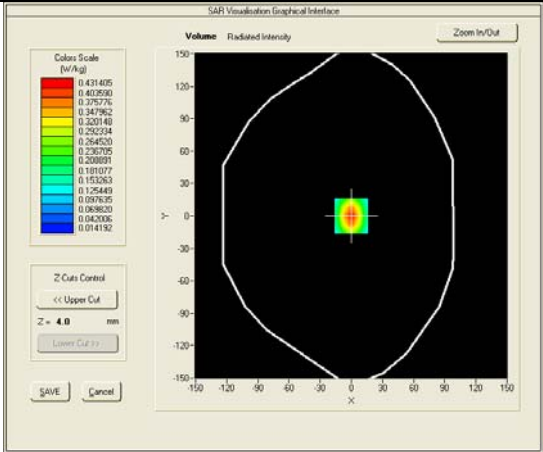 SAR Visualisation Graphical Interface
Volume Radiated Intensity
Zoom In/Out
Colors Scale
(W/kg)
0.431405
0.403590
0.375776
0.347962
0.320148
0.292334
0.264520
0.236705
0.208891
0.181077
0.153263
0.125449
0.097635
0.069820
0.042006
0.014192
Z-Cuts Control
<< Upper Cut
Z = 4.0 mm
Lower Cut >>
SAVE Cancel
150
120
90
60
30
0
-30
-60
-90
-120
-150
Y
-150 -120 -90 -60 -30 0 30 60 90 120 150
X